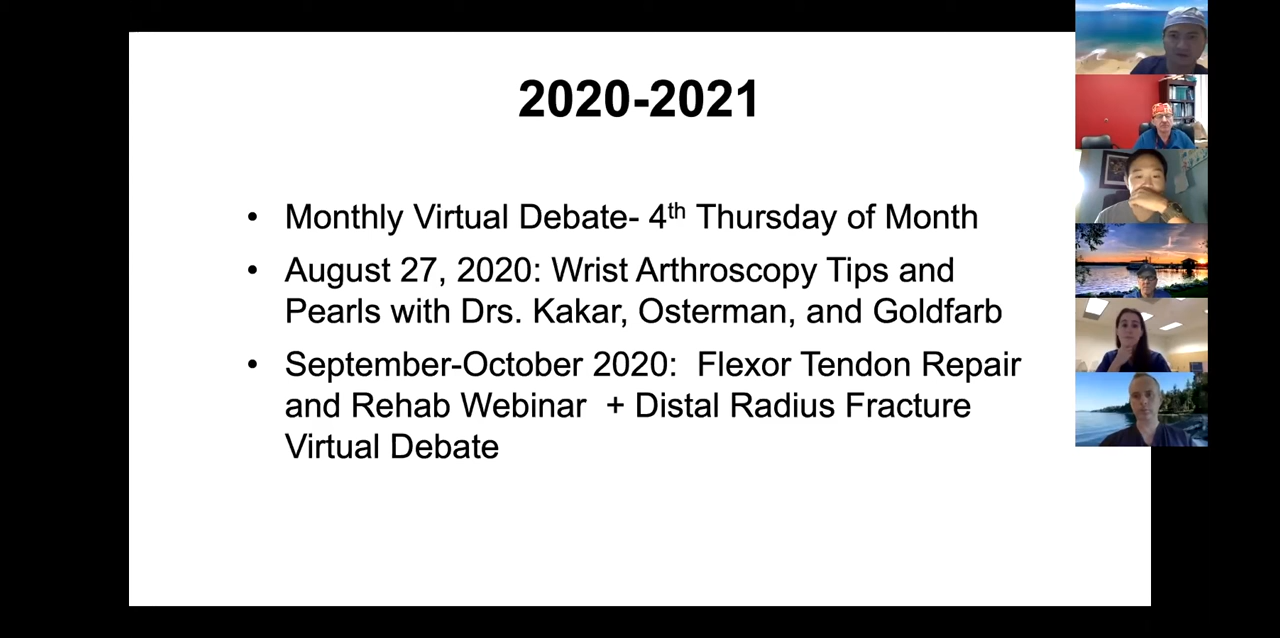 2020-2021
• Monthly Virtual Debate- 4th Thursday of Month
• August 27, 2020: Wrist Arthroscopy Tips and
Pearls with Drs. Kakar, Osterman, and Goldfarb
• September-October 2020:  Flexor Tendon Repair
and Rehab Webinar  + Distal Radius Fracture
Virtual Debate